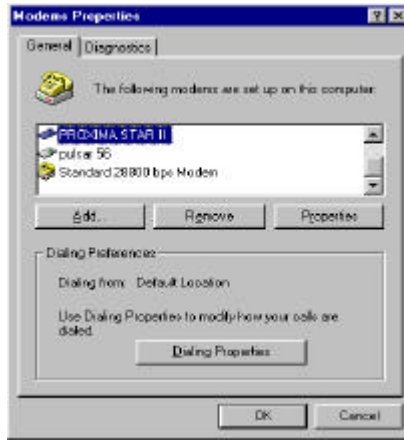 Modems Properties
General
Diagnostics
The following modems are set up on this computer
PROXIMA STAR II
pulsar 56
Standard 28800 bps Modem
Add...
Remove
Properties
Dialing Preferences
Dialing from: Default Location
Use Dialing Properties to modify how your calls are
dialed.
Dialing Properties
OK
Cancel